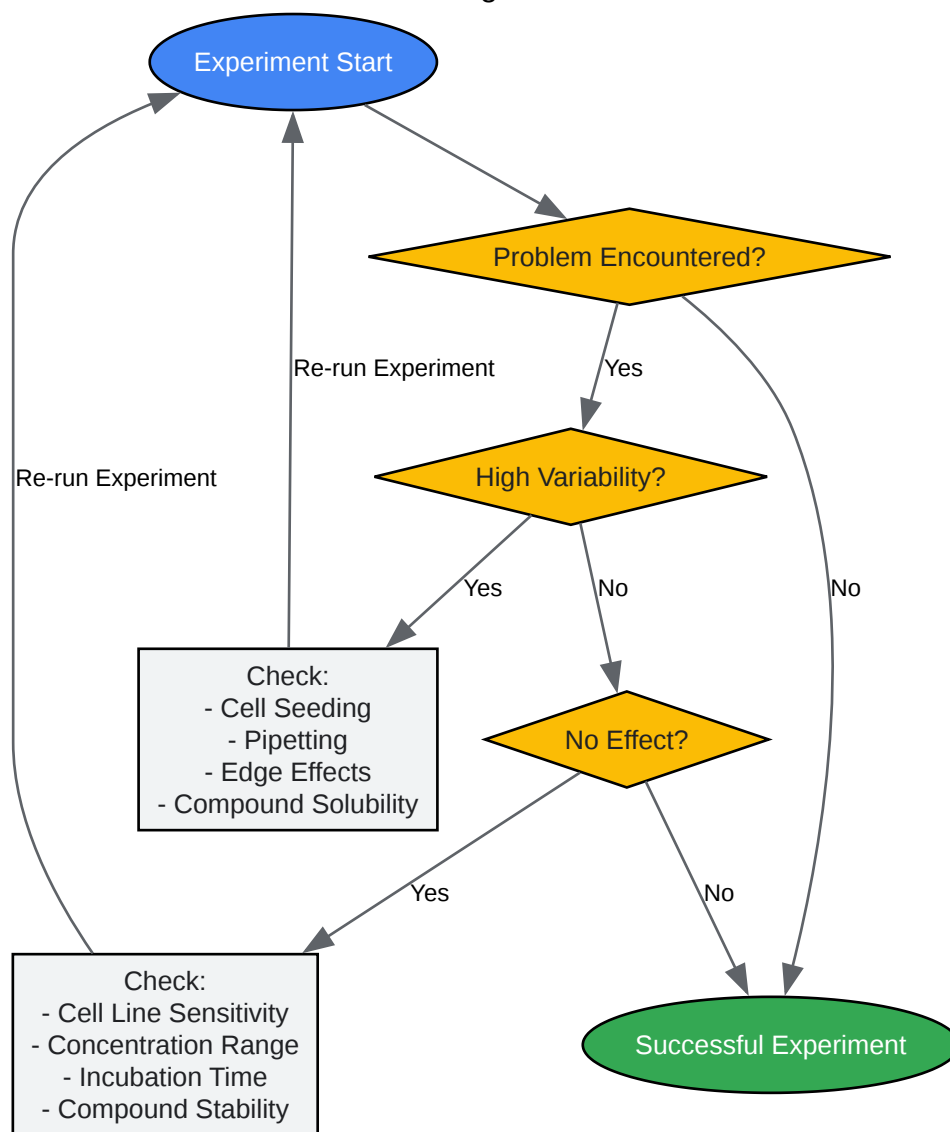 Experiment Start
Problem Encountered?
Re-run Experiment
Yes
High Variability?
Re-run Experiment
Yes
No
No
Check:
- Cell Seeding
- Pipetting
- Edge Effects
- Compound Solubility
No Effect?
Yes
No
Check:
- Cell Line Sensitivity
- Concentration Range
- Incubation Time
- Compound Stability
Successful Experiment